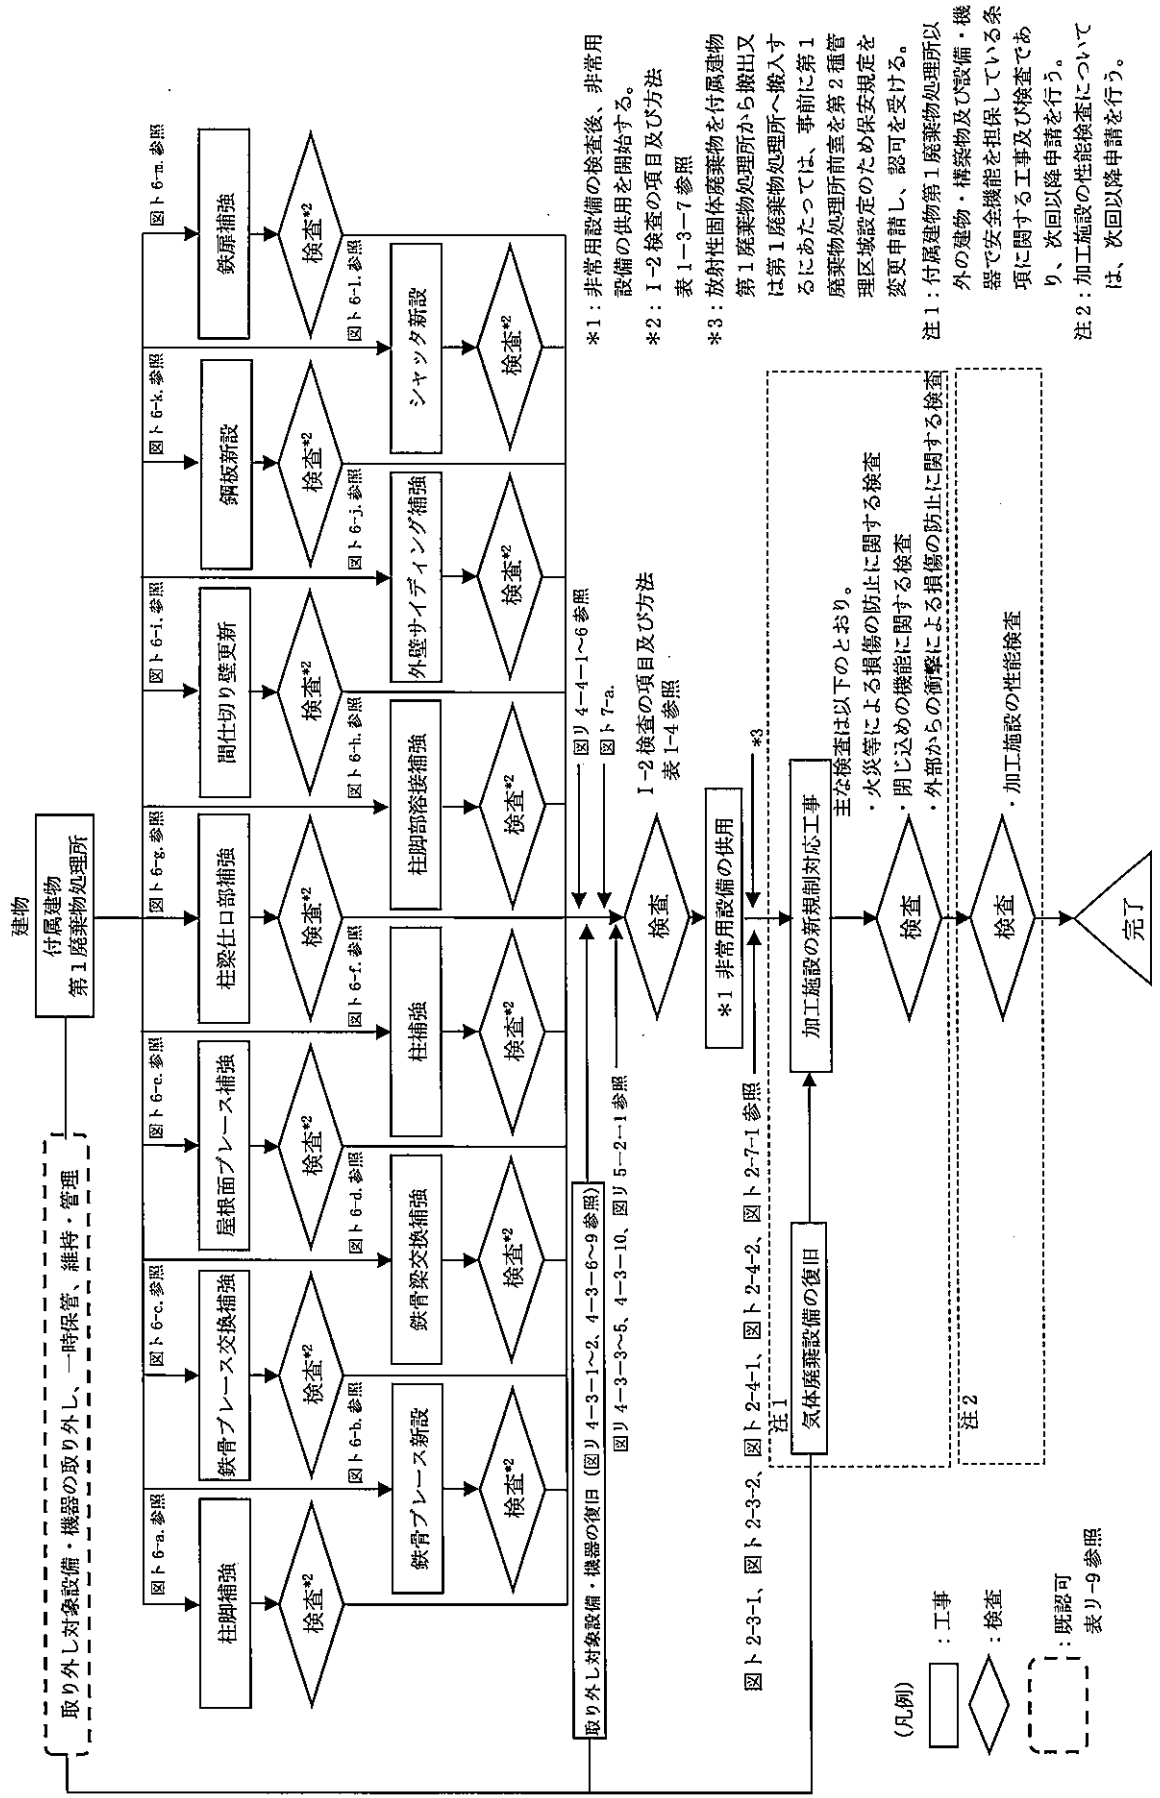 建物
付属建物
第1廃棄物処理所
取り外し対象設備・機器の取り外し、一時保管、維持・管理
図ト6-a.参照
図ト6-c.参照
図ト6-e.参照
図ト6-g.参照
図ト6-i.参照
図ト6-k.参照
図ト6-m.参照
柱脚補強
鉄骨ブレース交換補強
屋根面ブレース補強
柱梁仕口部補強
間仕切り壁更新
鋼板新設
鉄扉補強
検査*2
検査*2
検査*2
検査*2
検査*2
検査*2
検査*2
図ト6-b.参照
図ト6-d.参照
図ト6-f.参照
図ト6-h.参照
図ト6-j.参照
図ト6-l.参照
鉄骨ブレース新設
鉄骨梁交換補強
柱補強
柱脚部溶接補強
外壁サイディング補強
シャッタ新設
検査*2
検査*2
検査*2
検査*2
検査*2
検査*2
取り外し対象設備・機器の復旧(図リ4-3-1~2、4-3-6~9参照)
図リ4-4-1~6参照
図ト7-a.
図リ4-3-3~5、4-3-10、図リ5-2-1参照
検査
I-2検査の項目及び方法
表I-4参照
*1非常用設備の供用
図ト2-3-1、図ト2-3-2、図ト2-4-1、図ト2-4-2、図ト2-7-1参照
*3
注1
気体廃棄設備の復旧
加工施設の新規制対応工事
主な検査は以下のとおり。
・火災等による損傷の防止に関する検査
・閉じ込めの機能に関する検査
・外部からの衝撃による損傷の防止に関する検査
検査
注2
検査
・加工施設の性能検査
完了
(凡例)
:工事
:検査
:既認可
表リ-9参照
*1:非常用設備の検査後、非常用
設備の供用を開始する。
*2:I-2検査の項目及び方法
表I-3-7参照
*3:放射性固体廃棄物を付属建物
第1廃棄物処理所から搬出又
は第1廃棄物処理所へ搬入す
るにあたっては、事前に第1
廃棄物処理所前室を第2種管
理区域設定のため保安規定を
変更申請し、認可を受ける。
注1:付属建物第1廃棄物処理所以
外の建物・構築物及び設備・機
器で安全機能を担保している条
項に関する工事及び検査であ
り、次回以降申請を行う。
注2:加工施設の性能検査について
は、次回以降申請を行う。